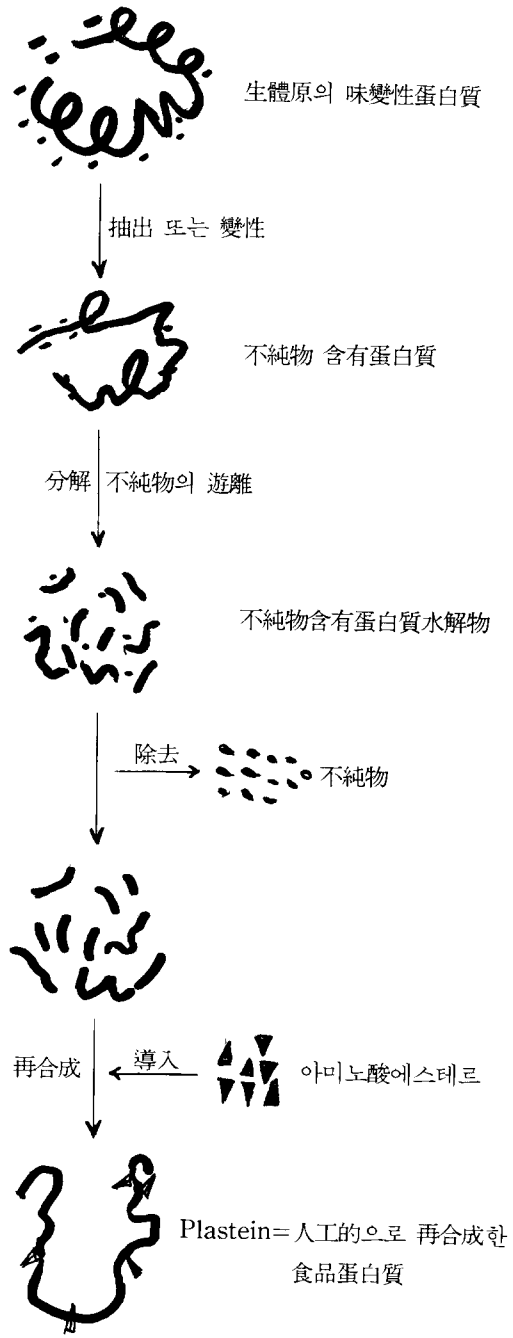 生體原의 味變性蛋白質
抽出 또는 變性
不純物 含有蛋白質
分解 不純物의 遊離
不純物含有蛋白質水解物
除去
不純物
再合成
導入
아미노酸에스테르
Plastein=人工的으로 再合成한
食品蛋白質